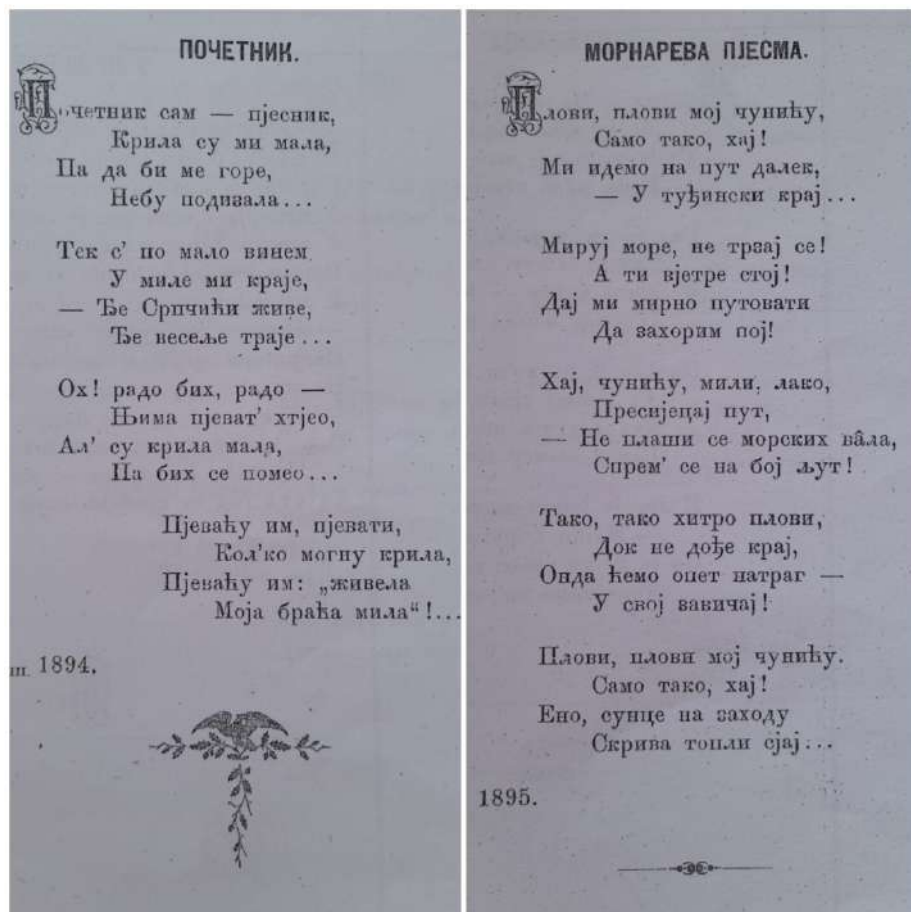 ПОЧЕТНИК.
Почетник сам — пјесник,
Крила су ми мала,
Па да би ме горе,
Небу подизала...
Тек с' по мало винем
У миле ми краје,
— Ђе Српчићи живе,
Ђе весеље траје...
Ох! радо бих, радо —
Њима пјеват' хтјео,
Ал' су крила мала,
Па бих се помео...
Пјеваћу им, пјевати,
Кол'ко могну крила,
Пјеваћу им: „живела
Моја браћа мила“!...
ш. 1894.
МОРНАРЕВА ПЈЕСМА.
Плови, плови мој чунићу,
Само тако, хај!
Ми идемо на пут далек,
— У туђински крај...
Мируј море, не трзај се!
А ти вјетре стој!
Дај ми мирно путовати
Да захорим пој!
Хај, чунићу, мили, лако,
Пресијецај пут,
— Не плаши се морских ва̂ла,
Спрем' се на бој љут!
Тако, тако хитро плови,
Док не дође крај,
Онда ћемо опет натраг —
У свој завичај!
Плови, плови мој чунићу.
Само тако, хај!
Ено, сунце на заходу
Скрива топли сјај...
1895.